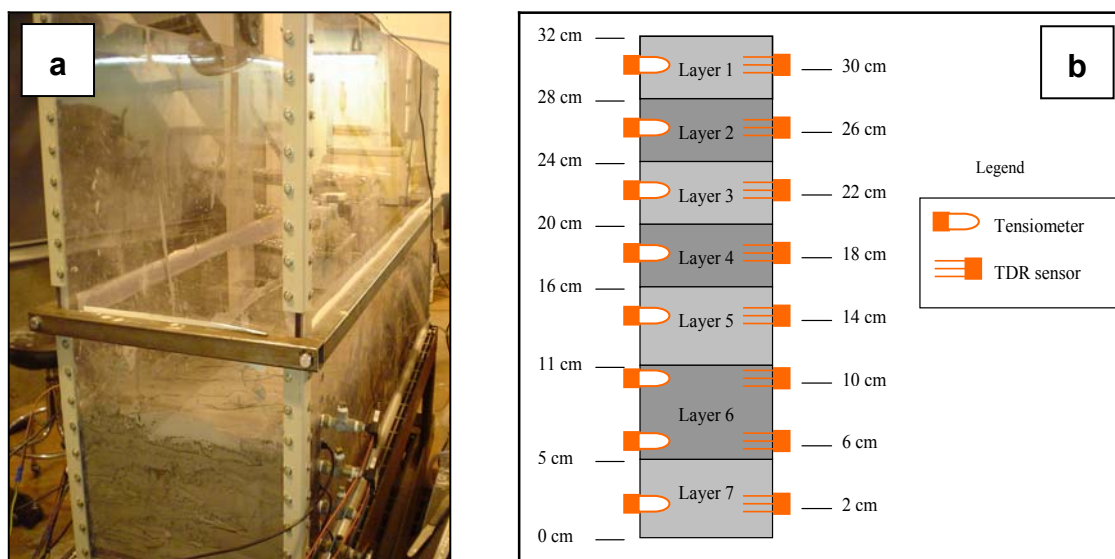 a
b
32 cm
28 cm
24 cm
20 cm
16 cm
11 cm
5 cm
0 cm
Layer 1
Layer 2
Layer 3
Layer 4
Layer 5
Layer 6
Layer 7
30 cm
26 cm
22 cm
18 cm
14 cm
10 cm
6 cm
2 cm
Legend
Tensiometer
TDR sensor